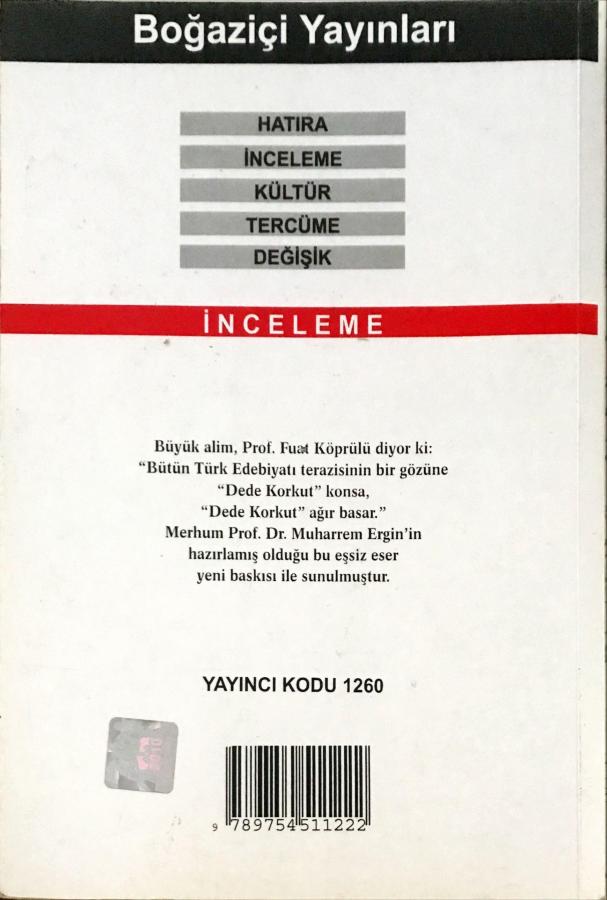 Boğaziçi Yayınları
HATIRA
İNCELEME
KÜLTÜR
TERCÜME
DEĞİŞİK
İNCELEME
Büyük alim, Prof. Fuat Köprülü diyor ki:
“Bütün Türk Edebiyatı terazisinin bir gözüne
“Dede Korkut” konsa,
“Dede Korkut” ağır basar.”
Merhum Prof. Dr. Muharrem Ergin’in
hazırlamış olduğu bu eşsiz eser
yeni baskısı ile sunulmuştur.
YAYINCI KODU 1260
2010
9 789754 511222